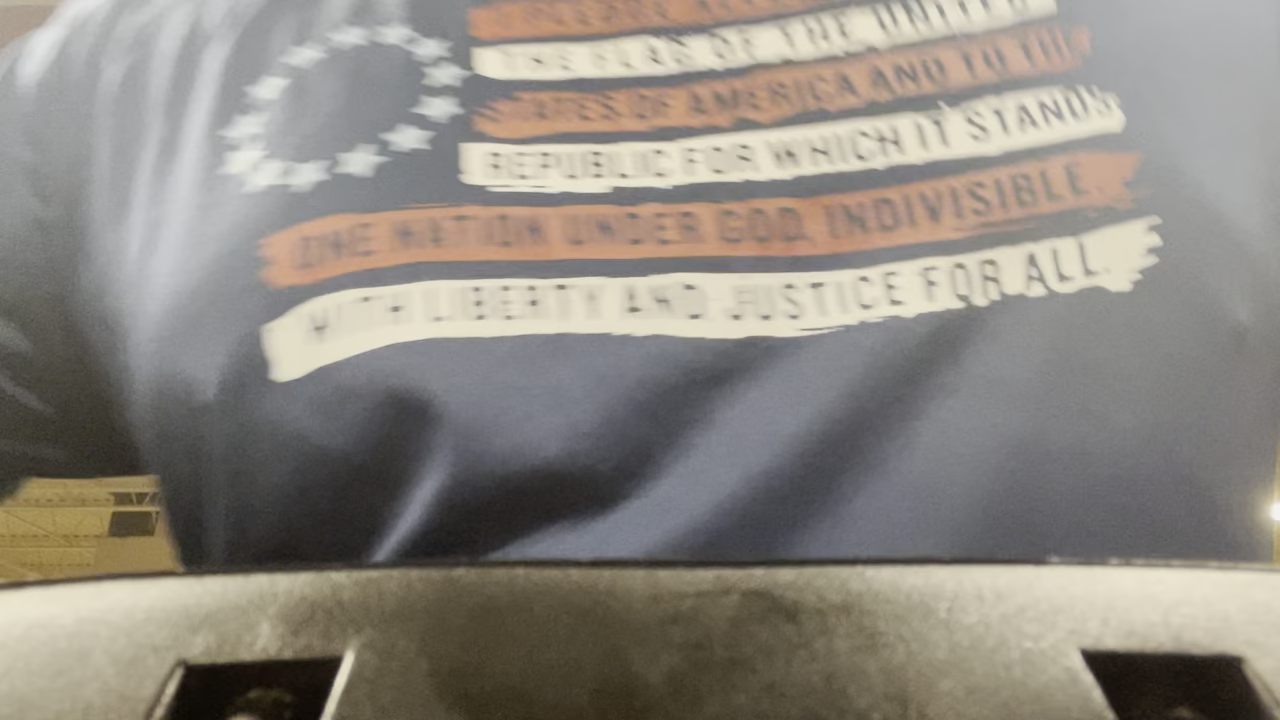 THE FLAG OF THE UNITED
STATES OF AMERICA AND TO THE
REPUBLIC FOR WHICH IT STANDS,
ONE NATION UNDER GOD, INDIVISIBLE,
WITH LIBERTY AND JUSTICE FOR ALL.